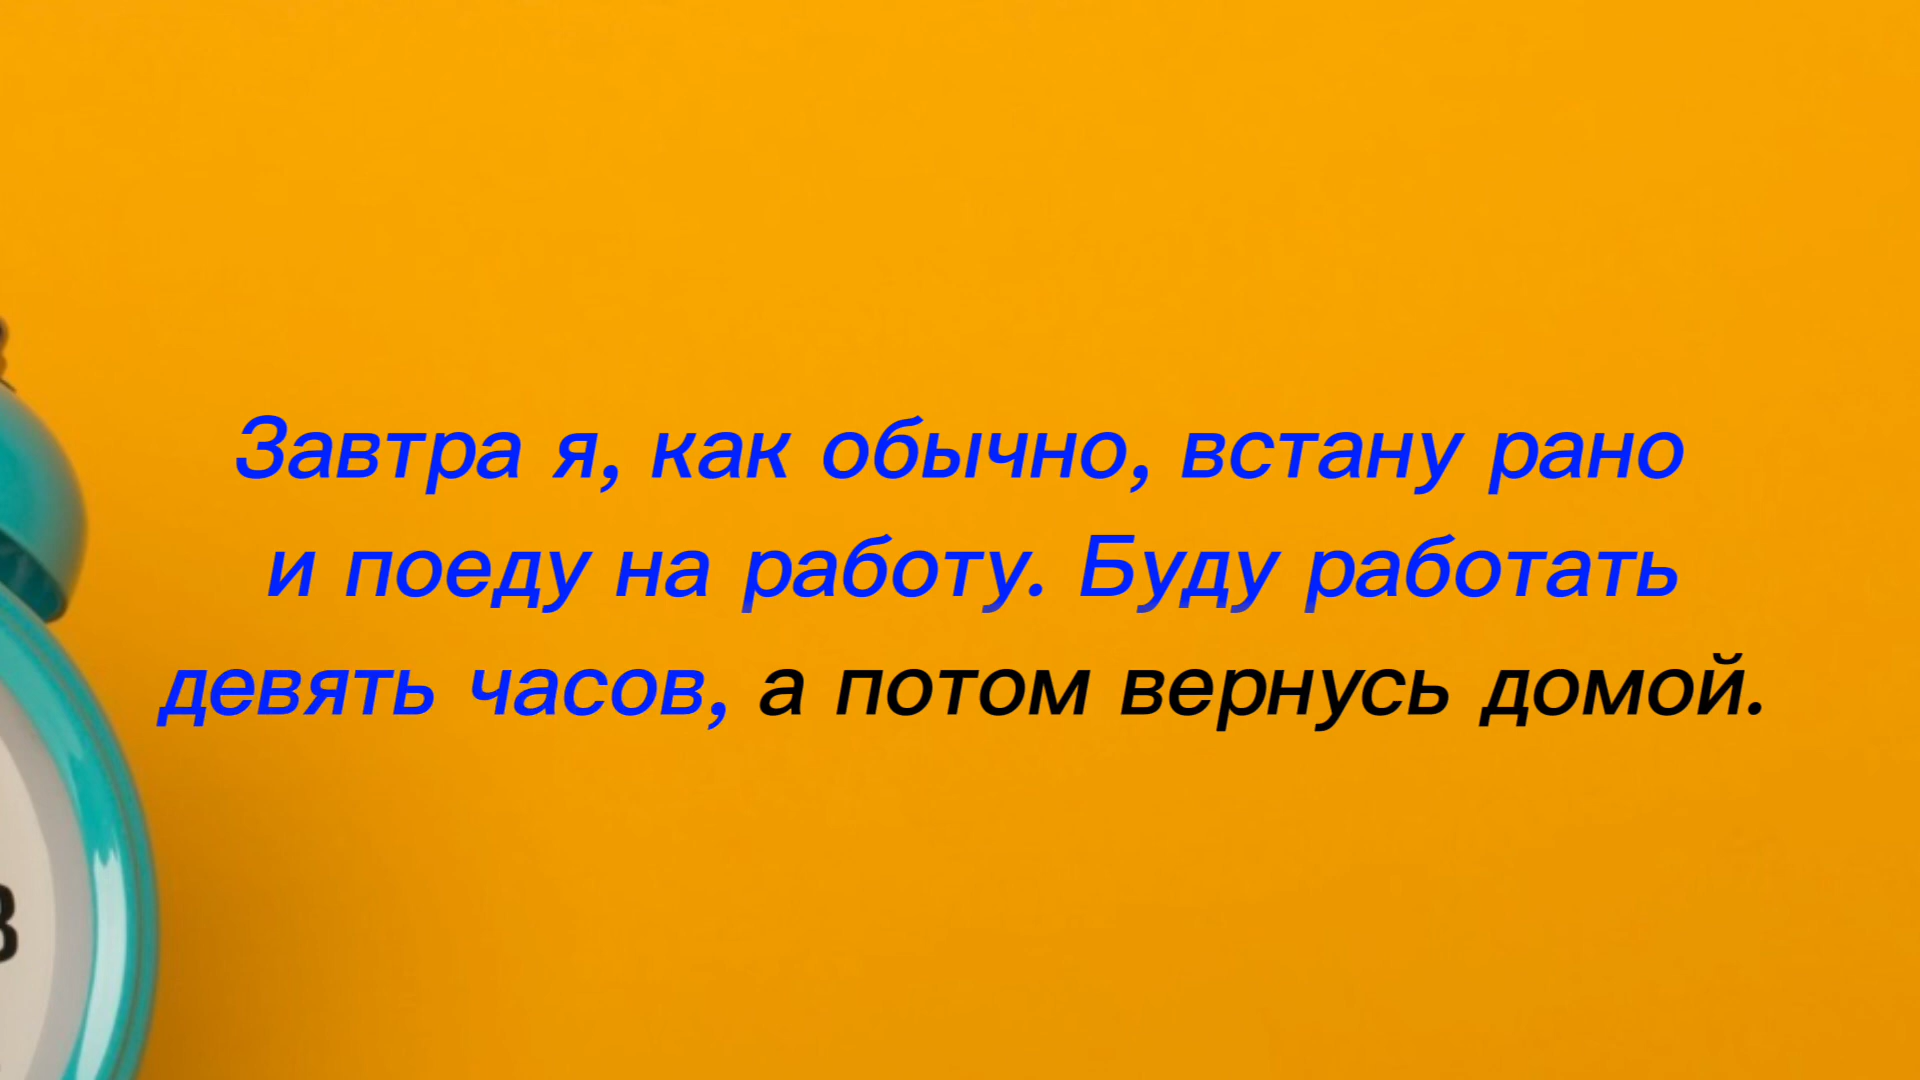 Завтра я, как обычно, встану рано
и поеду на работу. Буду работать
девять часов, а потом вернусь домой.